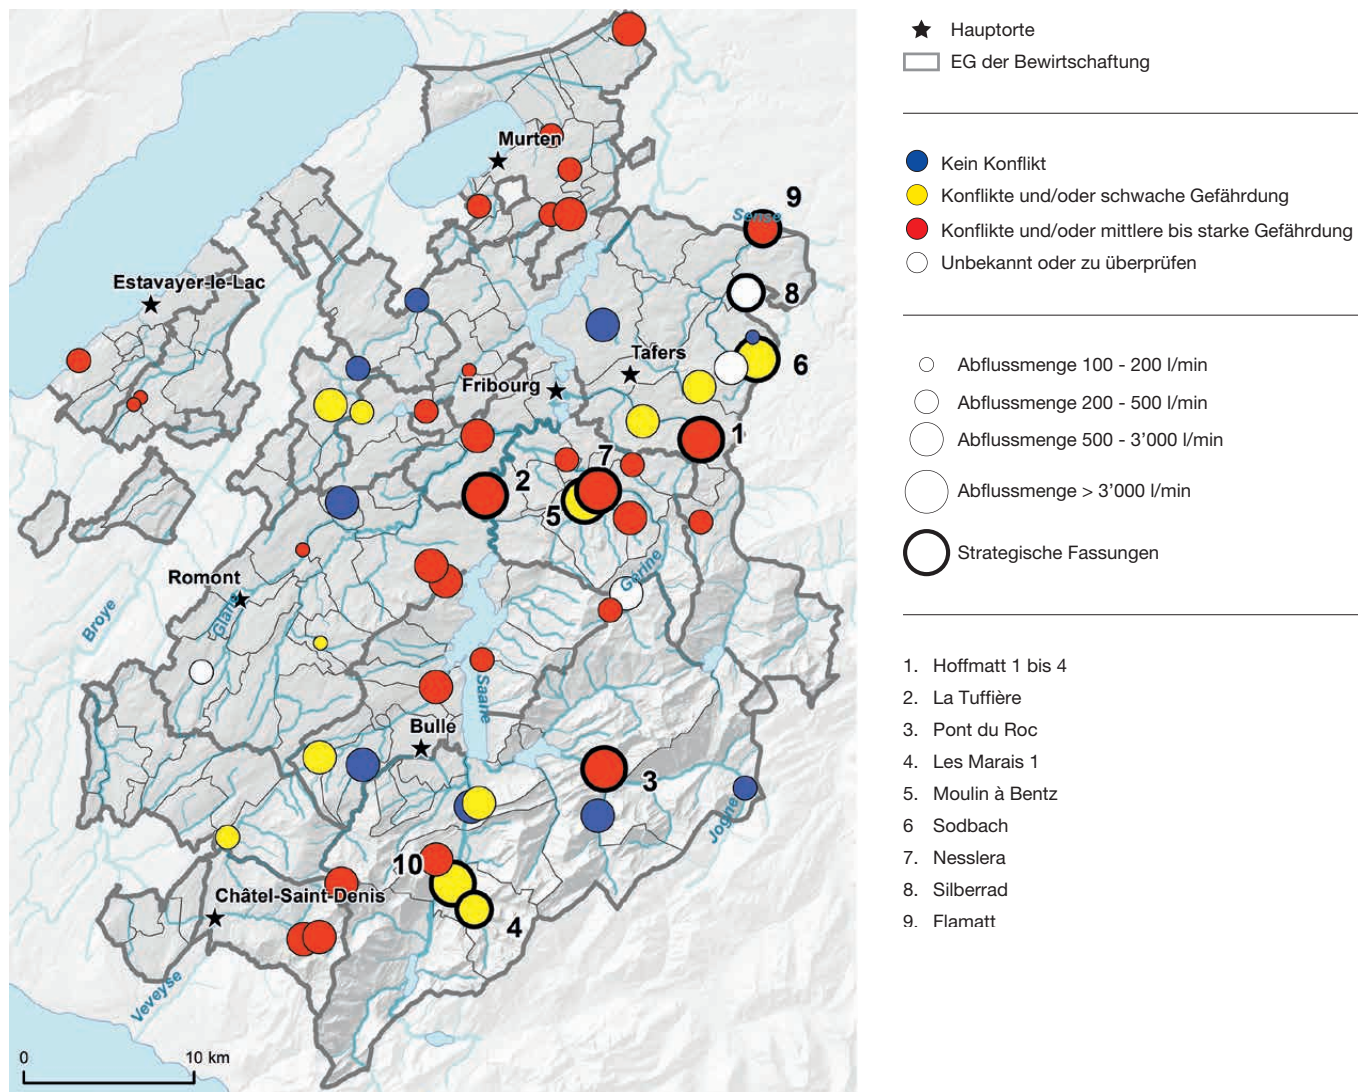 Murten
9
Sense
Estavayer-le-Lac
8
Tafers
6
Fribourg
1
7
2
5
Romont
Gérine
Glane
Broye
Saane
Bulle
3
Jogne
10
Châtel-Saint-Denis
4
Veveyse
0 10 km
Hauptorte
EG der Bewirtschaftung
Kein Konflikt
Konflikte und/oder schwache Gefährdung
Konflikte und/oder mittlere bis starke Gefährdung
Unbekannt oder zu überprüfen
Abflussmenge 100 - 200 l/min
Abflussmenge 200 - 500 l/min
Abflussmenge 500 - 3’000 l/min
Abflussmenge > 3’000 l/min
Strategische Fassungen
1. Hoffmatt 1 bis 4
2. La Tuffière
3. Pont du Roc
4. Les Marais 1
5. Moulin à Bentz
6 Sodbach
7. Nesslera
8. Silberrad
9. Flamatt